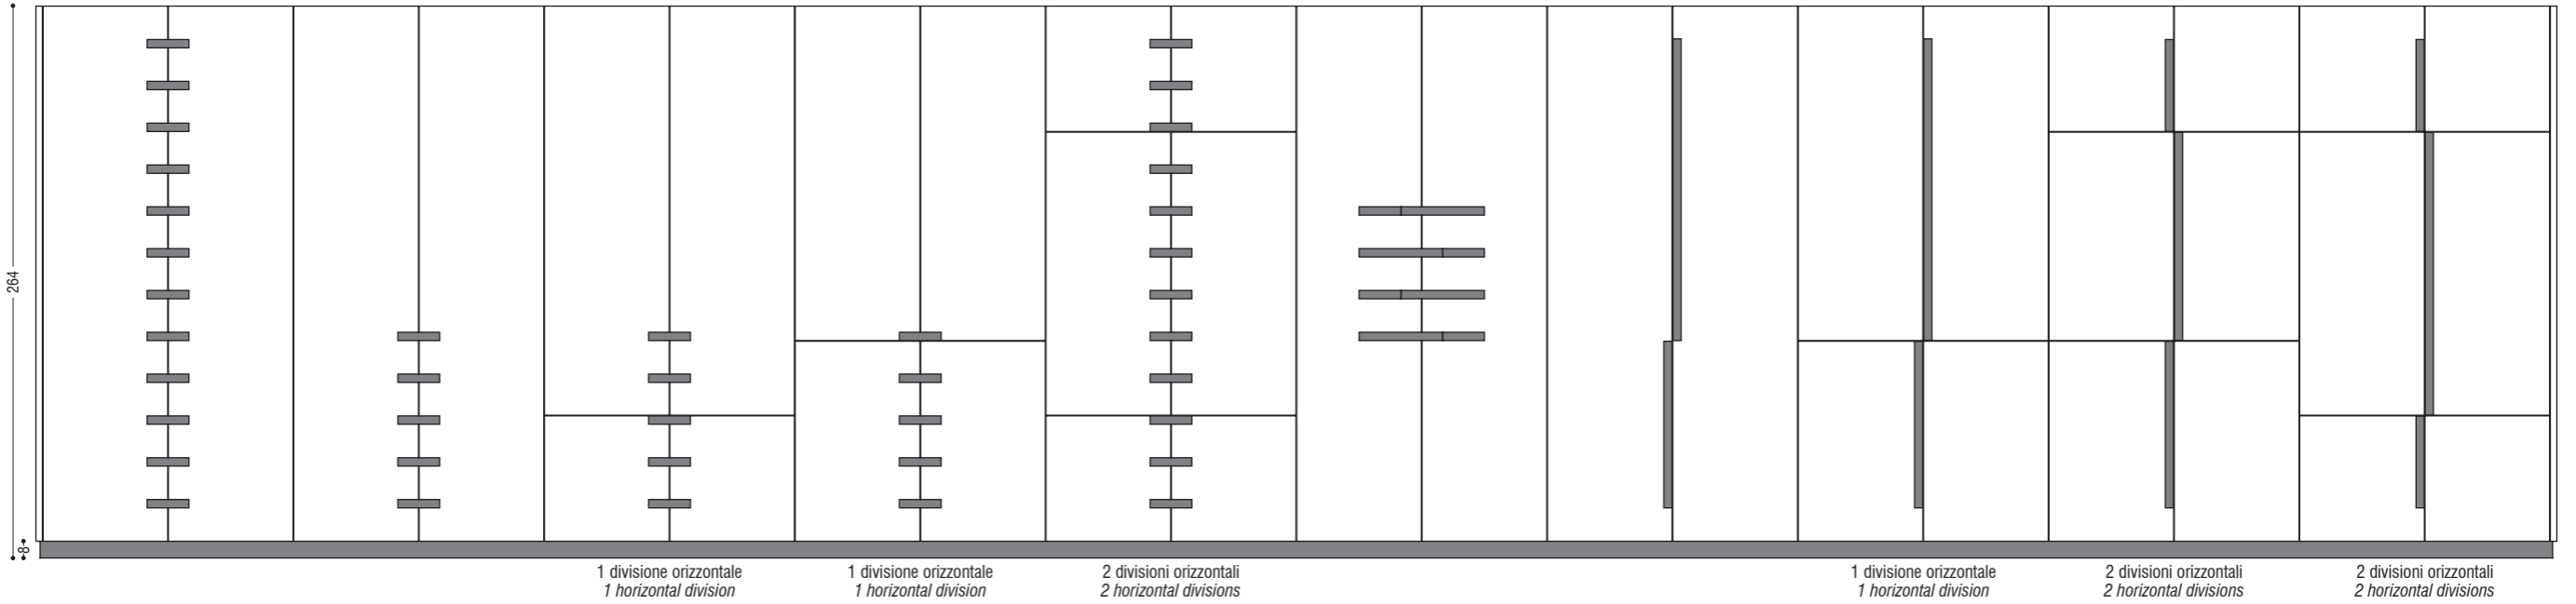 264
8
1 divisione orizzontale
1 horizontal division
1 divisione orizzontale
1 horizontal division
2 divisioni orizzontali
2 horizontal divisions
1 divisione orizzontale
1 horizontal division
2 divisioni orizzontali
2 horizontal divisions
2 divisioni orizzontali
2 horizontal divisions